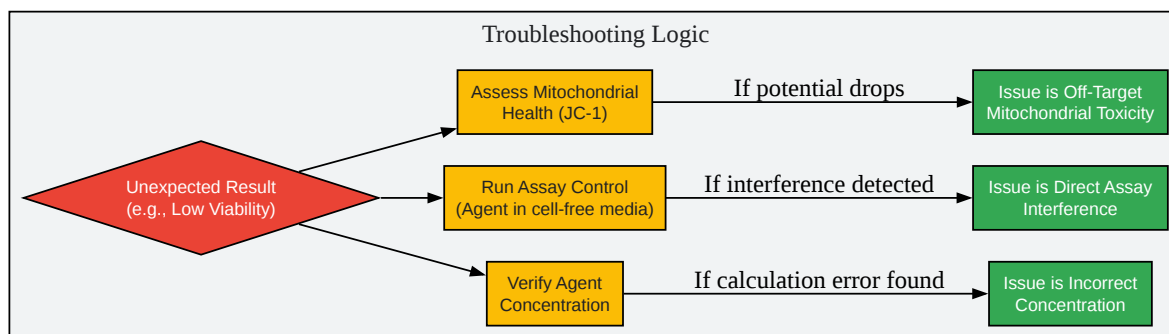 Troubleshooting Logic
Unexpected Result
(e.g., Low Viability)
Assess Mitochondrial
Health (JC-1)
If potential drops
Issue is Off-Target
Mitochondrial Toxicity
Run Assay Control
(Agent in cell-free media)
If interference detected
Issue is Direct Assay
Interference
Verify Agent
Concentration
If calculation error found
Issue is Incorrect
Concentration